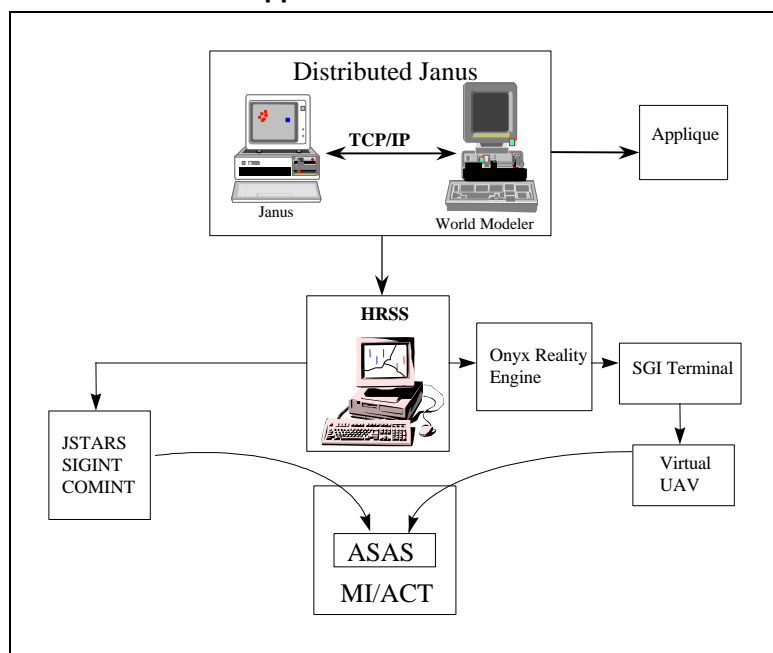 Distributed Janus
TCP/IP
Janus
World Modeler
Applique
HRSS
Onyx Reality
Engine
SGI Terminal
JSTARS
SIGINT
COMINT
Virtual
UAV
ASAS
MI/ACT